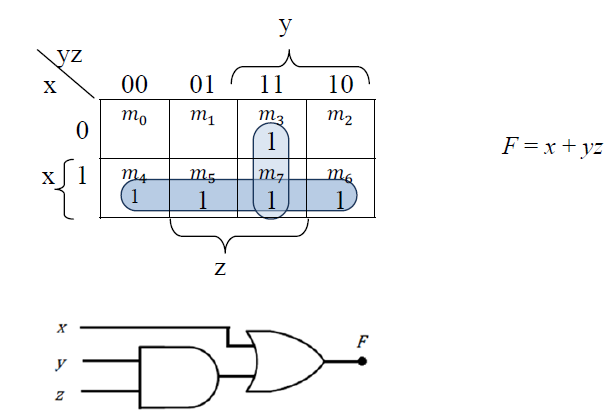 y
yz
x 00 01 11 10
m₀ m₁ m₃ m₂
0
1
x 1 m₄ m₅ m₇ m₆
1 1 1 1
z
F = x + yz
x
y
z
F